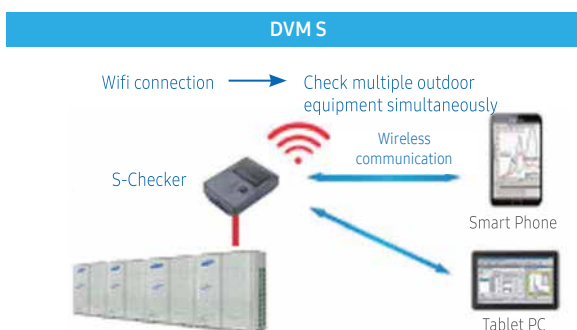 DVM S
Wifi connection
Check multiple outdoor
equipment simultaneously
Wireless
communication
S-Checker
Smart Phone
Tablet PC